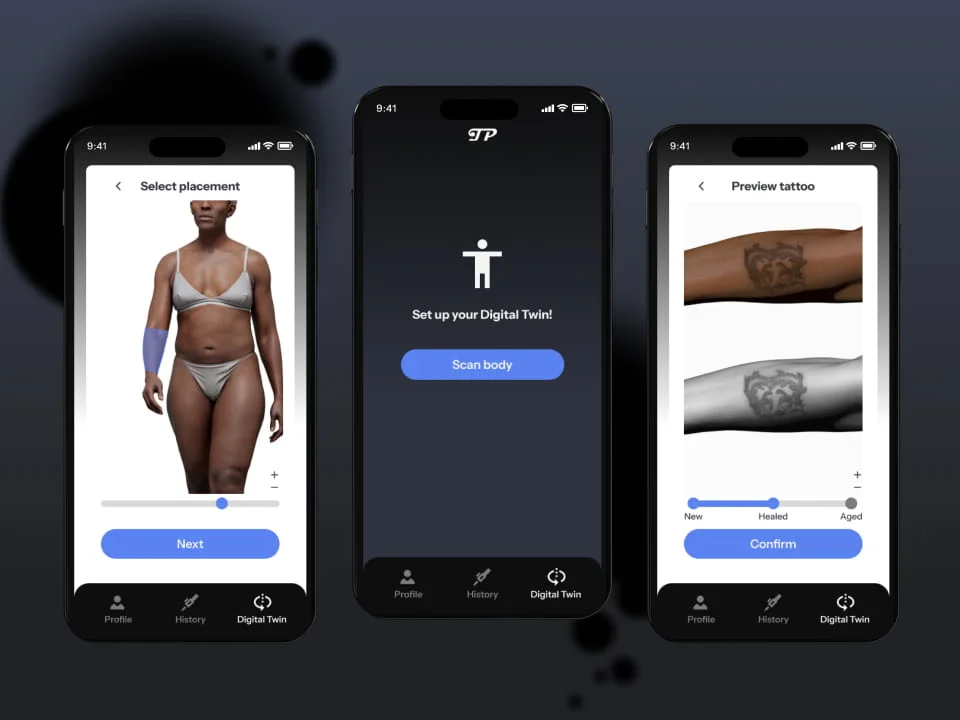 9:41
Select placement
+
−
Next
Profile
History
Digital Twin
9:41
TP
Set up your Digital Twin!
Scan body
Profile
History
Digital Twin
9:41
Preview tattoo
+
−
New
Healed
Aged
Confirm
Profile
History
Digital Twin